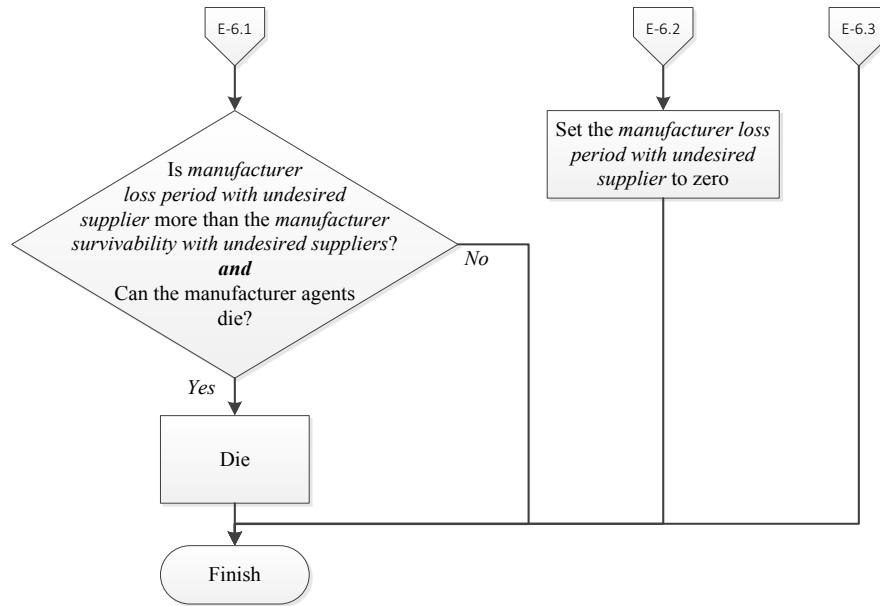 E-6.1
E-6.2
E-6.3
Is manufacturer
loss period with undesired
supplier more than the manufacturer
survivability with undesired suppliers?
and
Can the manufacturer agents
die?
Set the manufacturer loss
period with undesired
supplier to zero
No
Yes
Die
Finish